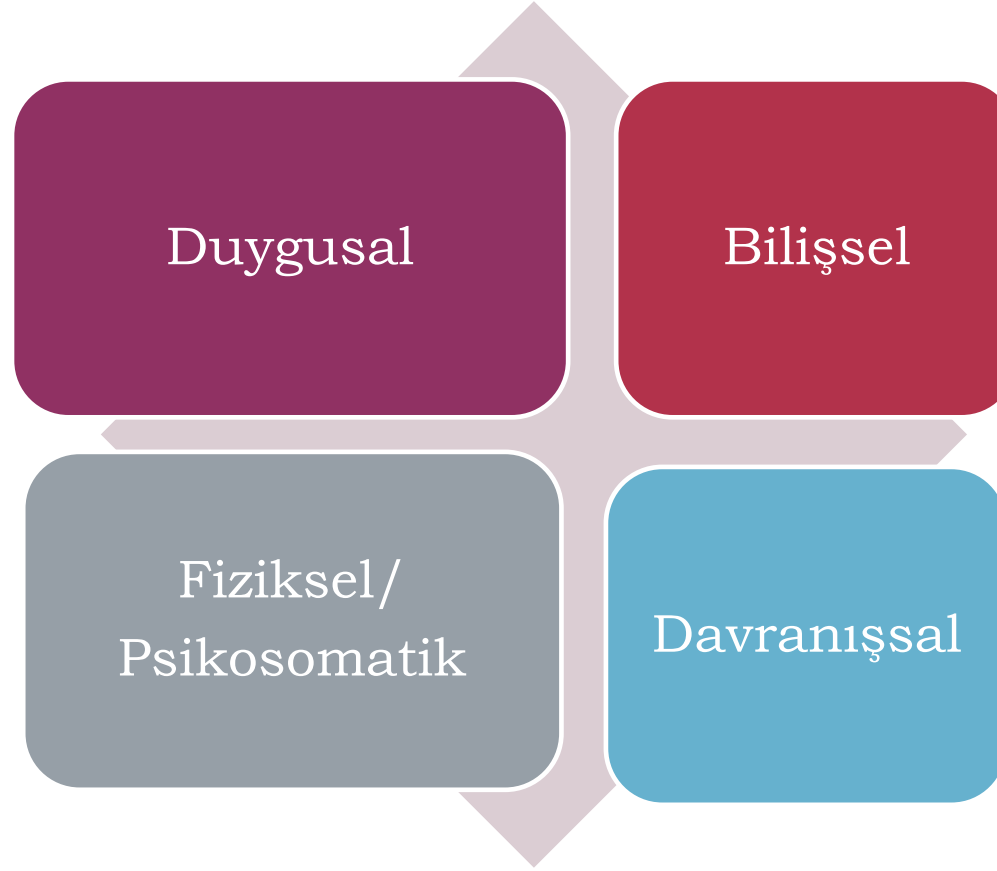 Duygusal
Bilişsel
Fiziksel/
Psikosomatik
Davranışsal